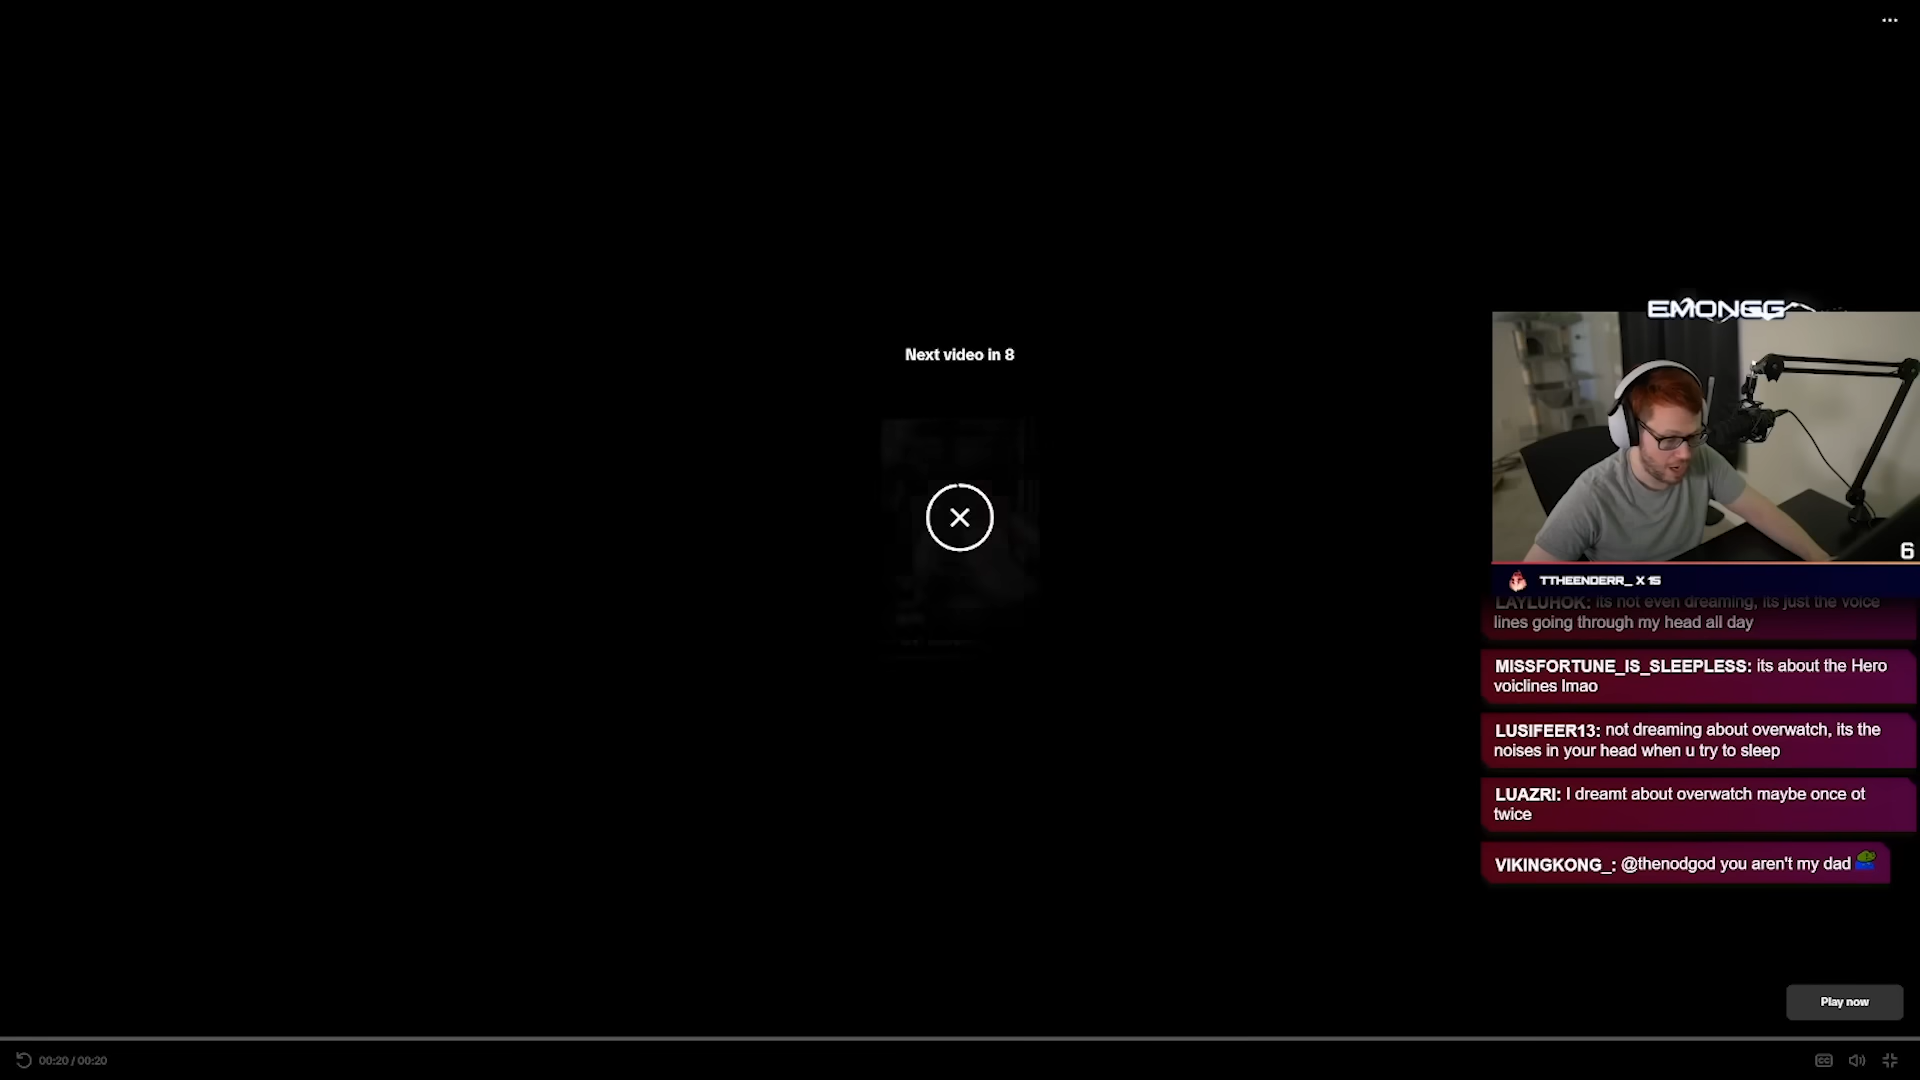 Next video in 8
EMONGG
6
TTHEENDERR_ X 15
LAYLUHOK: its not even dreaming, its just the voice
lines going through my head all day
MISSFORTUNE_IS_SLEEPLESS: its about the Hero
voiclines lmao
LUSIFEER13: not dreaming about overwatch, its the
noises in your head when u try to sleep
LUAZRI: I dreamt about overwatch maybe once ot
twice
VIKINGKONG_: @thenodgod you aren't my dad
Play now
00:20 / 00:20
CC